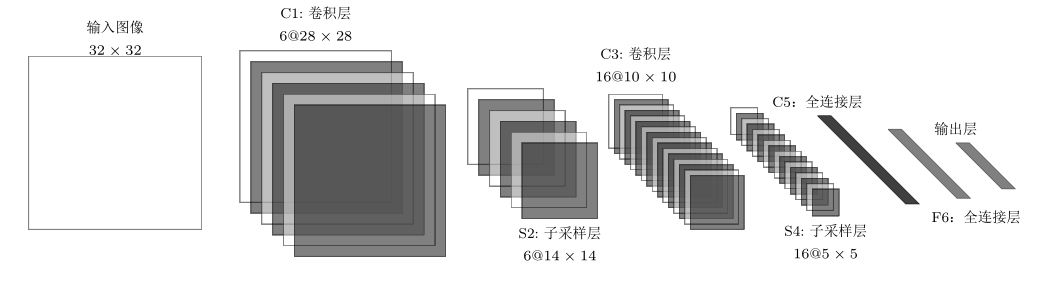 输入图像
32 × 32
C1: 卷积层
6@28 × 28
S2: 子采样层
6@14 × 14
C3: 卷积层
16@10 × 10
S4: 子采样层
16@5 × 5
C5：全连接层
F6：全连接层
输出层